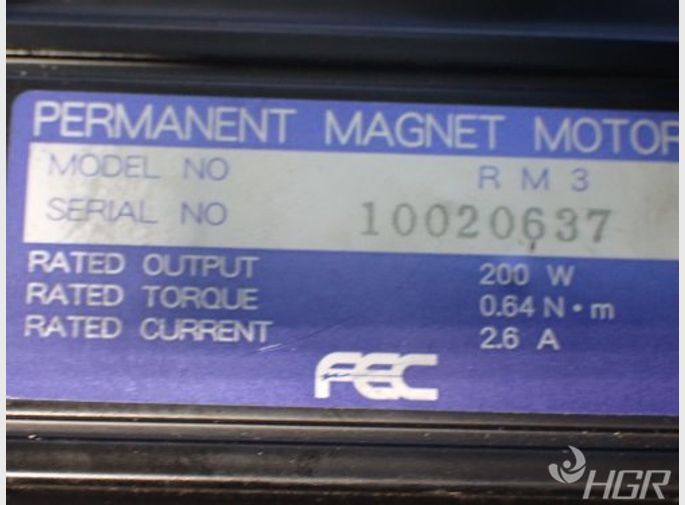 PERMANENT MAGNET MOTOR
MODEL NO RM3
SERIAL NO 10020637
RATED OUTPUT 200 W
RATED TORQUE 0.64 N•m
RATED CURRENT 2.6 A
FEC
HGR